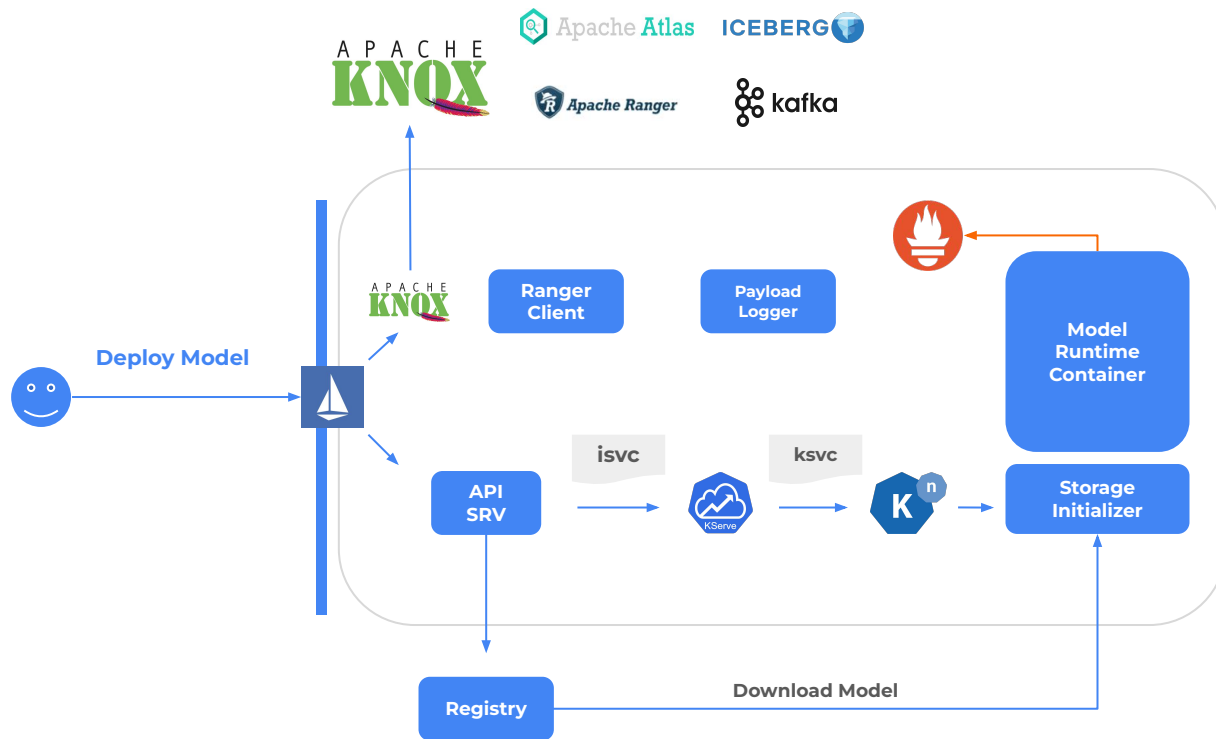 Apache Atlas
ICEBERG
APACHE
KNOX
R
Apache Ranger
kafka
APACHE
KNOX
Ranger
Client
Payload
Logger
Model
Runtime
Container
Deploy Model
isvc
ksvc
API
SRV
KServe
K
n
Storage
Initializer
Registry
Download Model